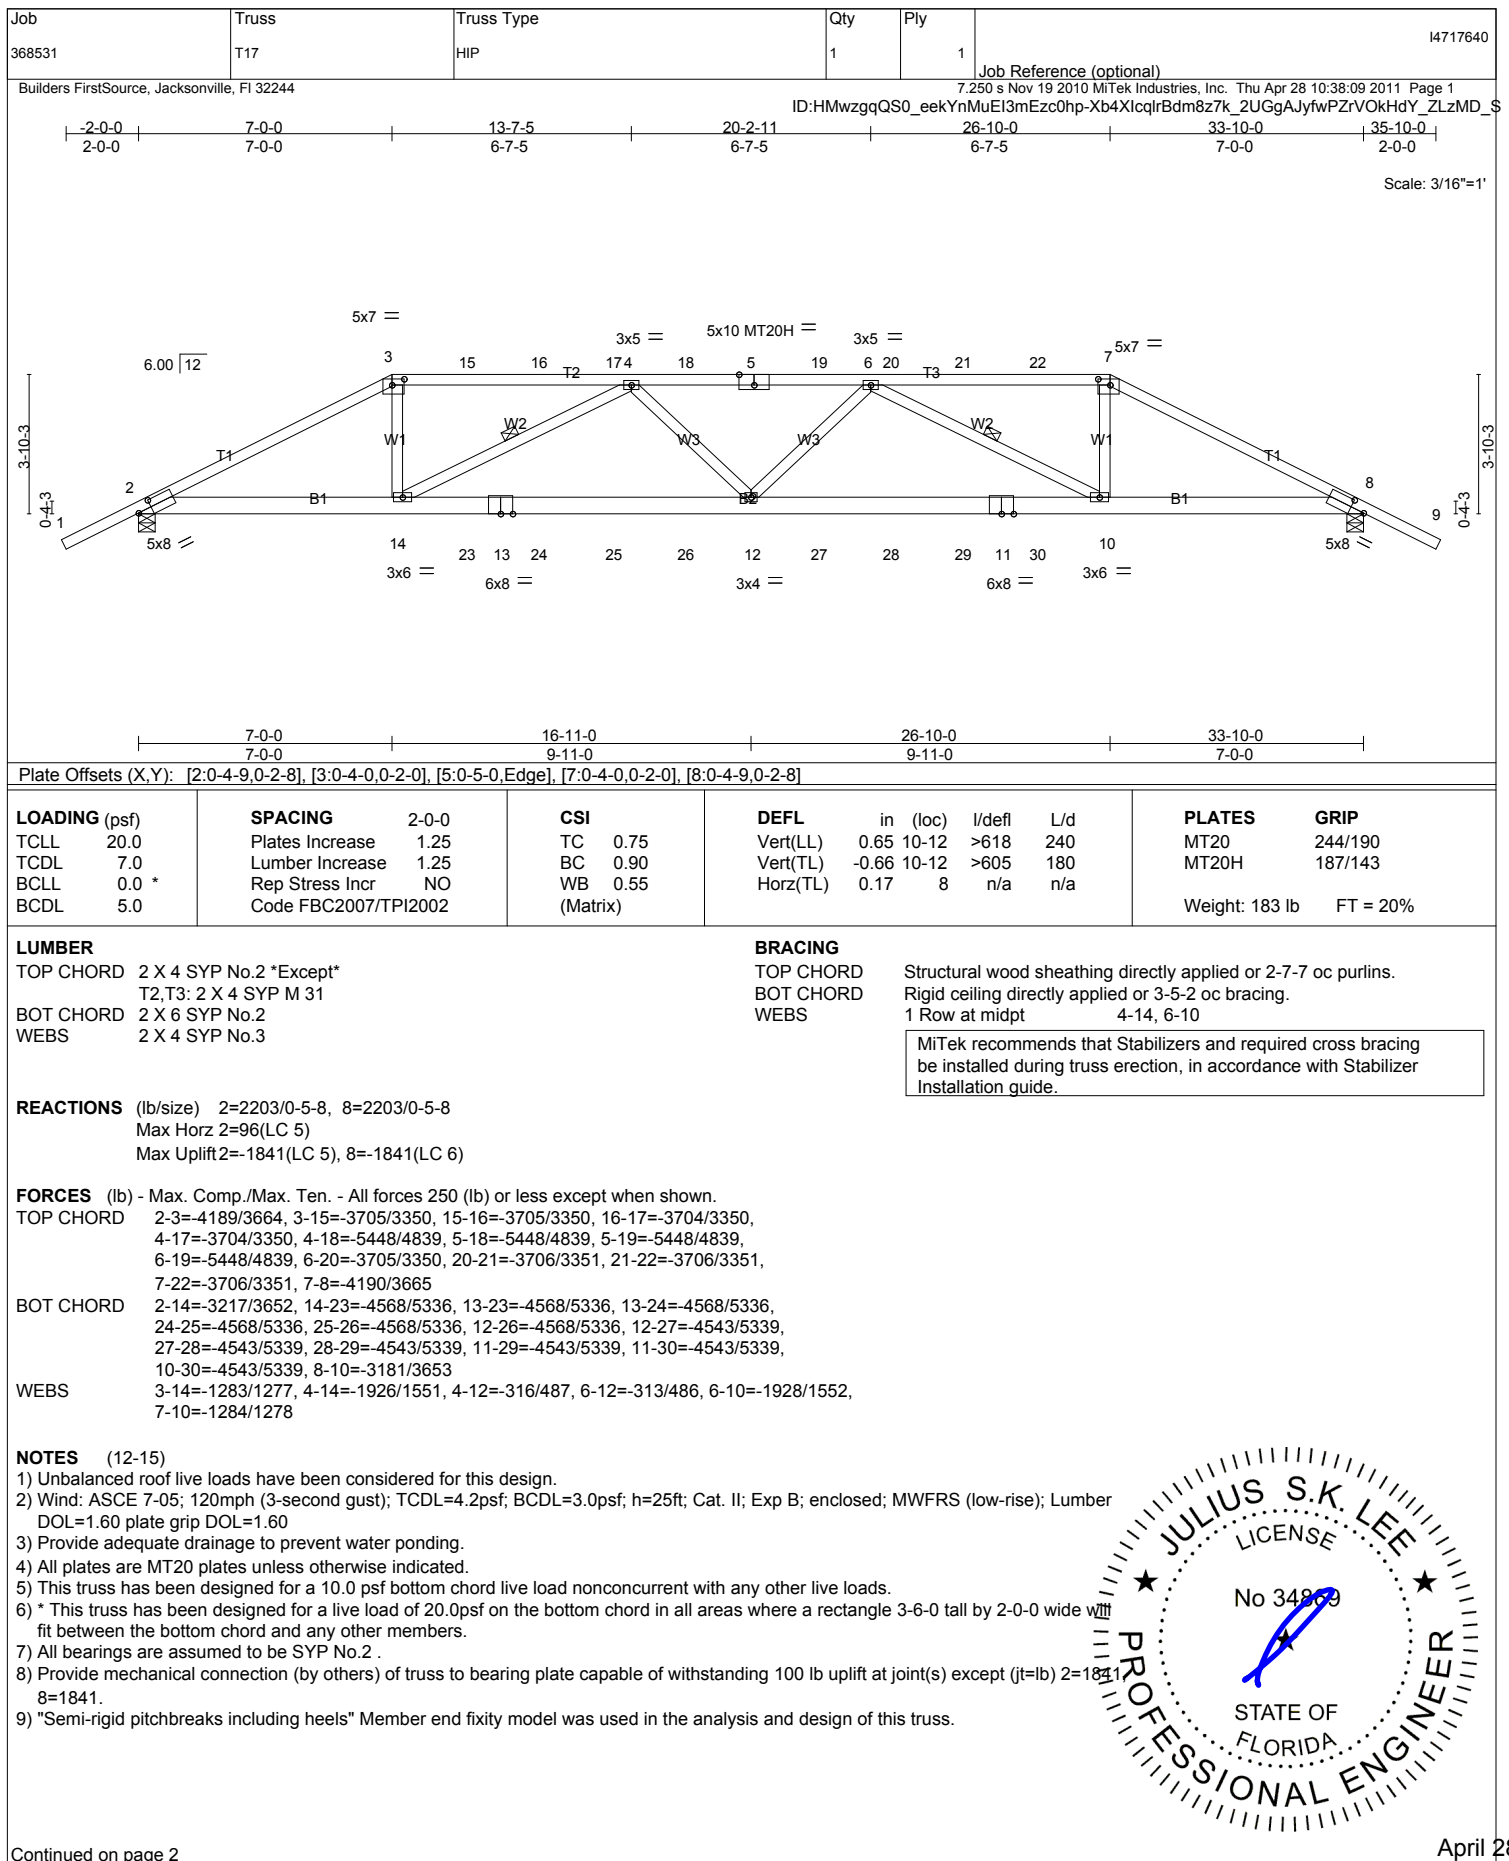 Job Truss Truss Type Qty Ply
368531 T17 HIP 1 1 I4717640
Job Reference (optional)
Builders FirstSource, Jacksonville, Fl 32244 7.250 s Nov 19 2010 MiTek Industries, Inc. Thu Apr 28 10:38:09 2011 Page 1
ID:HMwzgqQS0_eekYnMuEI3mEzc0hp-Xb4XIcqlrBdm8z7k_2UGgAJyfwPZrVOkHdY_ZLzMD_S
-2-0-0 7-0-0 13-7-5 20-2-11 26-10-0 33-10-0 35-10-0
2-0-0 7-0-0 6-7-5 6-7-5 6-7-5 7-0-0 2-0-0
Scale: 3/16"=1'
5x7 =
3x5 = 5x10 MT20H = 3x5 = 5x7 =
6.00 12
3 15 16 17 4 18 5 19 6 20 21 22 7
T2 T3
3-10-3 3-10-3
W1 W2 W3 W3 W2 W1
T1 T1
2 8
B1 B2 B1
0-4-3 0-4-3
1 9
5x8 5x8
14 23 13 24 25 26 12 27 28 29 11 30 10
3x6 = 6x8 = 3x4 = 6x8 = 3x6 =
7-0-0 16-11-0 26-10-0 33-10-0
7-0-0 9-11-0 9-11-0 7-0-0
Plate Offsets (X,Y): [2:0-4-9,0-2-8], [3:0-4-0,0-2-0], [5:0-5-0,Edge], [7:0-4-0,0-2-0], [8:0-4-9,0-2-8]
LOADING (psf) SPACING 2-0-0 CSI DEFL in (loc) l/defl L/d PLATES GRIP
TCLL 20.0 Plates Increase 1.25 TC 0.75 Vert(LL) 0.65 10-12 >618 240 MT20 244/190
TCDL 7.0 Lumber Increase 1.25 BC 0.90 Vert(TL) -0.66 10-12 >605 180 MT20H 187/143
BCLL 0.0 * Rep Stress Incr NO WB 0.55 Horz(TL) 0.17 8 n/a n/a
BCDL 5.0 Code FBC2007/TPI2002 (Matrix) Weight: 183 lb FT = 20%
LUMBER
TOP CHORD 2 X 4 SYP No.2 *Except*
T2,T3: 2 X 4 SYP M 31
BOT CHORD 2 X 6 SYP No.2
WEBS 2 X 4 SYP No.3
BRACING
TOP CHORD Structural wood sheathing directly applied or 2-7-7 oc purlins.
BOT CHORD Rigid ceiling directly applied or 3-5-2 oc bracing.
WEBS 1 Row at midpt 4-14, 6-10
MiTek recommends that Stabilizers and required cross bracing
be installed during truss erection, in accordance with Stabilizer
Installation guide.
REACTIONS (lb/size) 2=2203/0-5-8, 8=2203/0-5-8
Max Horz 2=96(LC 5)
Max Uplift 2=-1841(LC 5), 8=-1841(LC 6)
FORCES (lb) - Max. Comp./Max. Ten. - All forces 250 (lb) or less except when shown.
TOP CHORD 2-3=-4189/3664, 3-15=-3705/3350, 15-16=-3705/3350, 16-17=-3704/3350,
4-17=-3704/3350, 4-18=-5448/4839, 5-18=-5448/4839, 5-19=-5448/4839,
6-19=-5448/4839, 6-20=-3705/3350, 20-21=-3706/3351, 21-22=-3706/3351,
7-22=-3706/3351, 7-8=-4190/3665
BOT CHORD 2-14=-3217/3652, 14-23=-4568/5336, 13-23=-4568/5336, 13-24=-4568/5336,
24-25=-4568/5336, 25-26=-4568/5336, 12-26=-4568/5336, 12-27=-4543/5339,
27-28=-4543/5339, 28-29=-4543/5339, 11-29=-4543/5339, 11-30=-4543/5339,
10-30=-4543/5339, 8-10=-3181/3653
WEBS 3-14=-1283/1277, 4-14=-1926/1551, 4-12=-316/487, 6-12=-313/486, 6-10=-1928/1552,
7-10=-1284/1278
NOTES (12-15)
1) Unbalanced roof live loads have been considered for this design.
2) Wind: ASCE 7-05; 120mph (3-second gust); TCDL=4.2psf; BCDL=3.0psf; h=25ft; Cat. II; Exp B; enclosed; MWFRS (low-rise); Lumber
DOL=1.60 plate grip DOL=1.60
3) Provide adequate drainage to prevent water ponding.
4) All plates are MT20 plates unless otherwise indicated.
5) This truss has been designed for a 10.0 psf bottom chord live load nonconcurrent with any other live loads.
6) * This truss has been designed for a live load of 20.0psf on the bottom chord in all areas where a rectangle 3-6-0 tall by 2-0-0 wide will
fit between the bottom chord and any other members.
7) All bearings are assumed to be SYP No.2 .
8) Provide mechanical connection (by others) of truss to bearing plate capable of withstanding 100 lb uplift at joint(s) except (jt=lb) 2=1841,
8=1841.
9) "Semi-rigid pitchbreaks including heels" Member end fixity model was used in the analysis and design of this truss.
JULIUS S.K. LEE
LICENSE
No 34869
STATE OF
FLORIDA
PROFESSIONAL ENGINEER
Continued on page 2
April 28